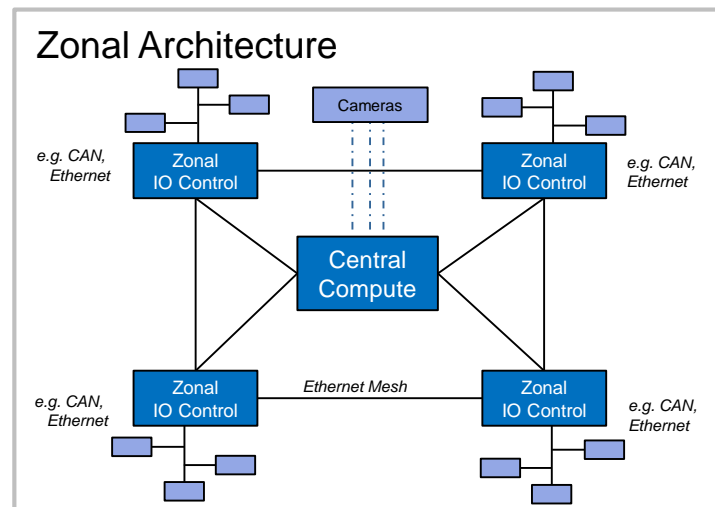 Zonal Architecture
Cameras
e.g. CAN,
Ethernet
Zonal
IO Control
Zonal
IO Control
e.g. CAN,
Ethernet
Central
Compute
e.g. CAN,
Ethernet
Zonal
IO Control
Ethernet Mesh
Zonal
IO Control
e.g. CAN,
Ethernet